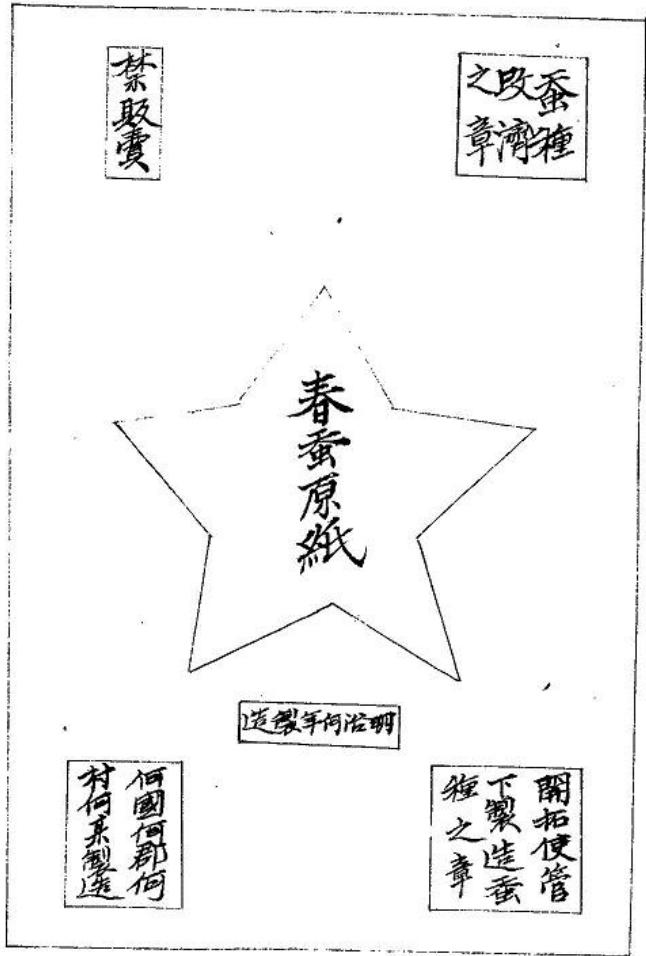 蚕種
改濟
之章
禁販賣
春蚕原紙
明治何年製造
開拓使管
下製造蚕
種之章
何國何郡何
村何某製造